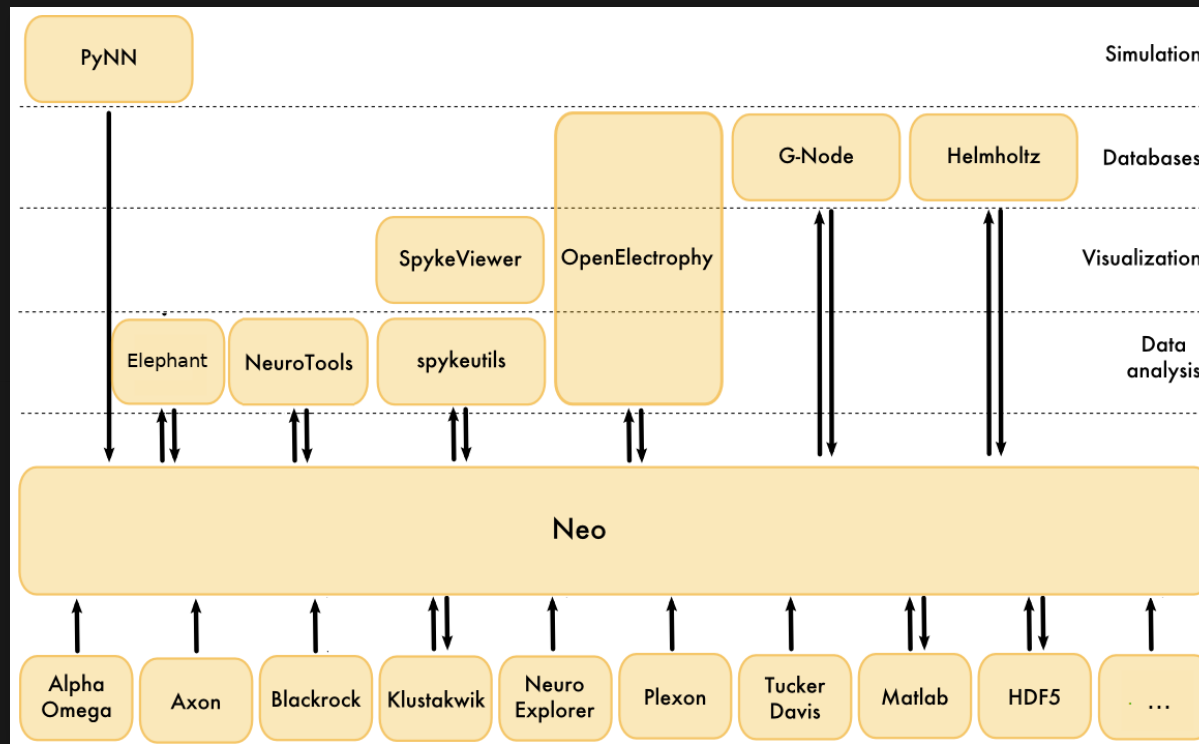 PyNN
Simulation
G-Node
Helmholtz
Databases
SpykeViewer
OpenElectrophy
Visualization
Elephant
NeuroTools
spykeutils
Data
analysis
Neo
Alpha
Omega
Axon
Blackrock
Klustakwik
Neuro
Explorer
Plexon
Tucker
Davis
Matlab
HDF5
...